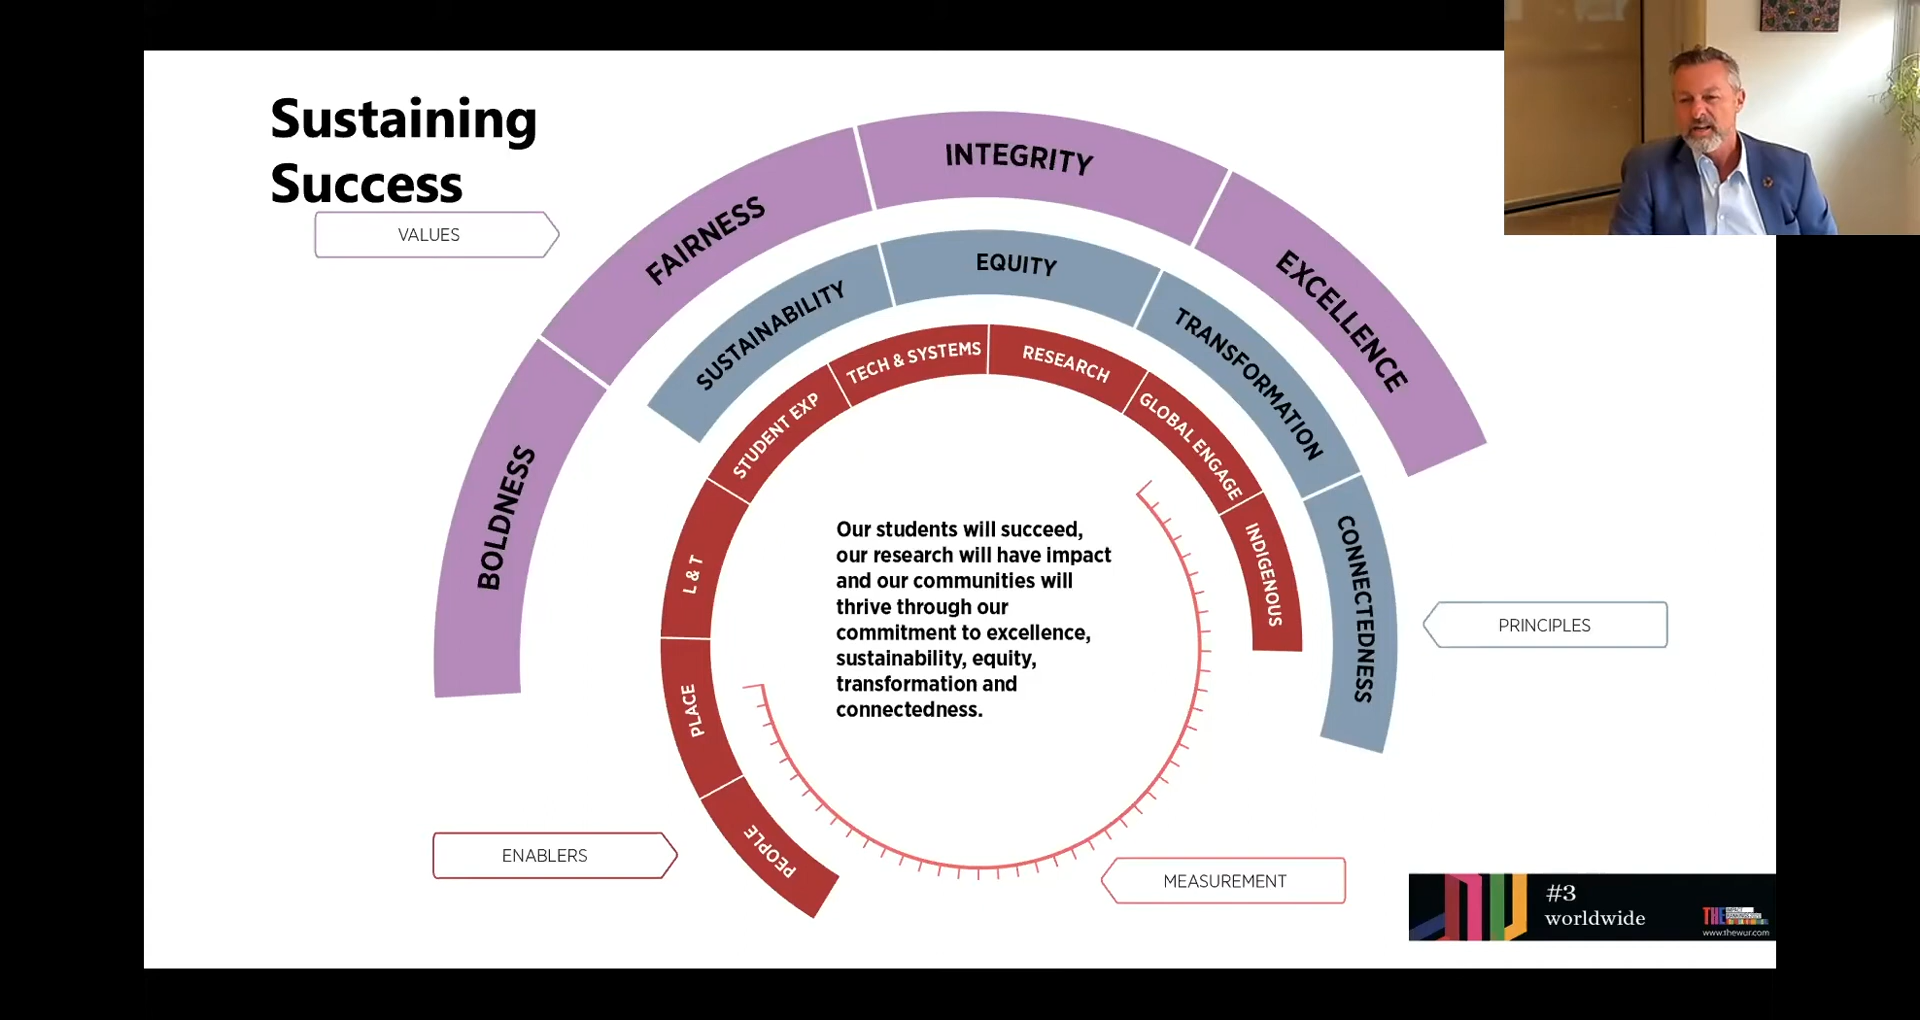 Sustaining
Success
VALUES
BOLDNESS
FAIRNESS
INTEGRITY
EXCELLENCE
SUSTAINABILITY
EQUITY
TRANSFORMATION
CONNECTEDNESS
PRINCIPLES
PEOPLE
PLACE
L & T
STUDENT EXP
TECH & SYSTEMS
RESEARCH
GLOBAL ENGAGE
INDIGENOUS
Our students will succeed,
our research will have impact
and our communities will
thrive through our
commitment to excellence,
sustainability, equity,
transformation and
connectedness.
ENABLERS
MEASUREMENT
#3
worldwide
THE
www.thewur.com